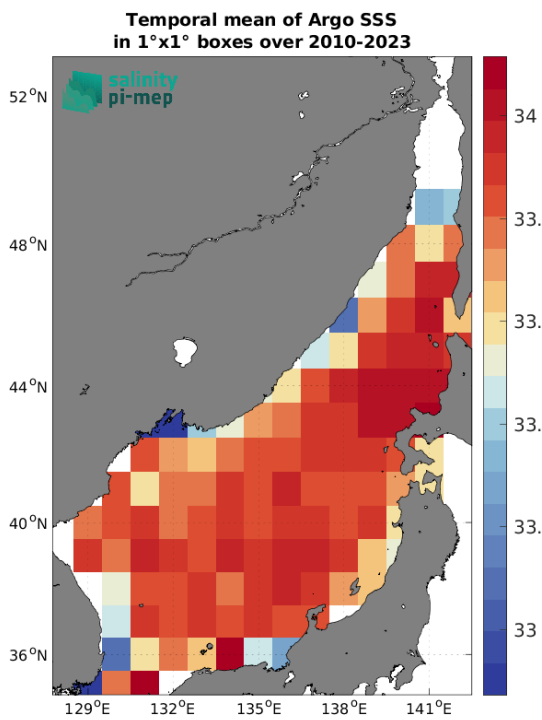 Temporal mean of Argo SSS
in 1°x1° boxes over 2010-2023
salinity
pi-mep
52°N
48°N
44°N
40°N
36°N
129°E
132°E
135°E
138°E
141°E
34
33.
33.
33.
33.
33